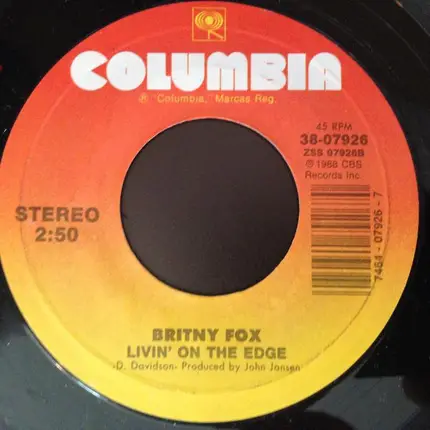 COLUMBIA
® Columbia, Marcas Reg.
45 RPM
38-07926
ZSS 07926B
℗ 1988 CBS
Records Inc.
STEREO
2:50
7464-07926-7
BRITNY FOX
LIVIN' ON THE EDGE
-D. Davidson- Produced by John Jansen